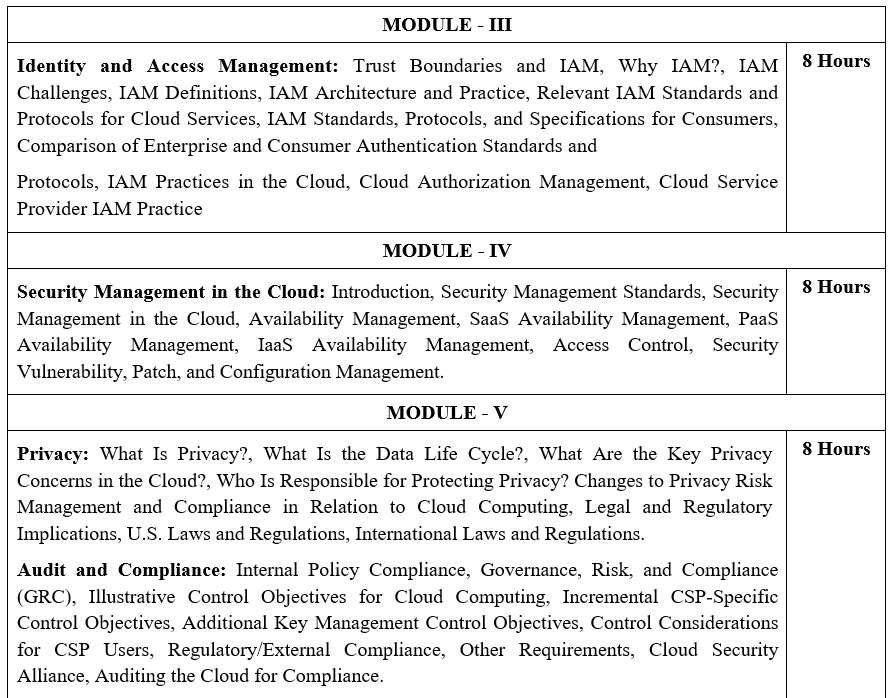 MODULE - III
Identity and Access Management: Trust Boundaries and IAM, Why IAM?, IAM
8 Hours
Challenges, IAM Definitions, IAM Architecture and Practice, Relevant IAM Standards and
Protocols for Cloud Services, IAM Standards, Protocols, and Specifications for Consumers,
Comparison of Enterprise and Consumer Authentication Standards and
Protocols, IAM Practices in the Cloud, Cloud Authorization Management, Cloud Service
Provider IAM Practice
MODULE - IV
Security Management in the Cloud: Introduction, Security Management Standards, Security
8 Hours
Management in the Cloud, Availability Management, SaaS Availability Management, PaaS
Availability Management, IaaS Availability Management, Access Control, Security
Vulnerability, Patch, and Configuration Management.
MODULE - V
Privacy: What Is Privacy?, What Is the Data Life Cycle?, What Are the Key Privacy
8 Hours
Concerns in the Cloud?, Who Is Responsible for Protecting Privacy? Changes to Privacy Risk
Management and Compliance in Relation to Cloud Computing, Legal and Regulatory
Implications, U.S. Laws and Regulations, International Laws and Regulations.
Audit and Compliance: Internal Policy Compliance, Governance, Risk, and Compliance
(GRC), Illustrative Control Objectives for Cloud Computing, Incremental CSP-Specific
Control Objectives, Additional Key Management Control Objectives, Control Considerations
for CSP Users, Regulatory/External Compliance, Other Requirements, Cloud Security
Alliance, Auditing the Cloud for Compliance.